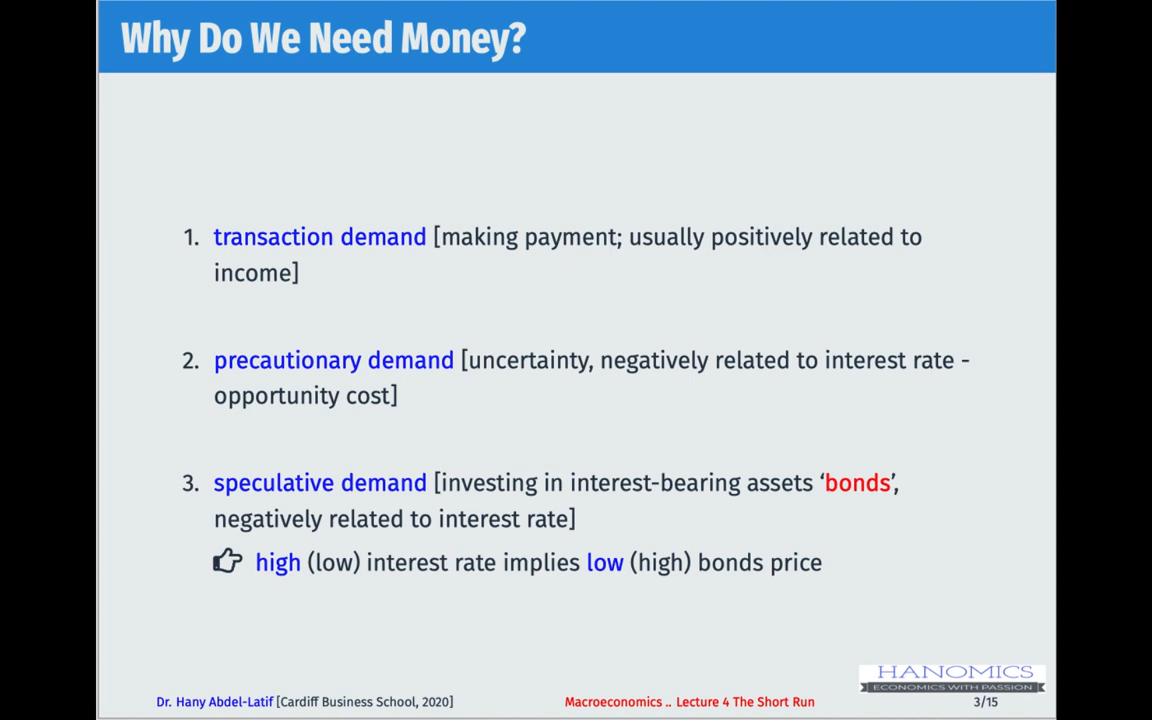 Why Do We Need Money?
1. transaction demand [making payment; usually positively related to
income]
2. precautionary demand [uncertainty, negatively related to interest rate -
opportunity cost]
3. speculative demand [investing in interest-bearing assets ‘bonds’,
negatively related to interest rate]
high (low) interest rate implies low (high) bonds price
HANOMICS
ECONOMICS WITH PASSION
Dr. Hany Abdel-Latif [Cardiff Business School, 2020] Macroeconomics .. Lecture 4 The Short Run 3/15